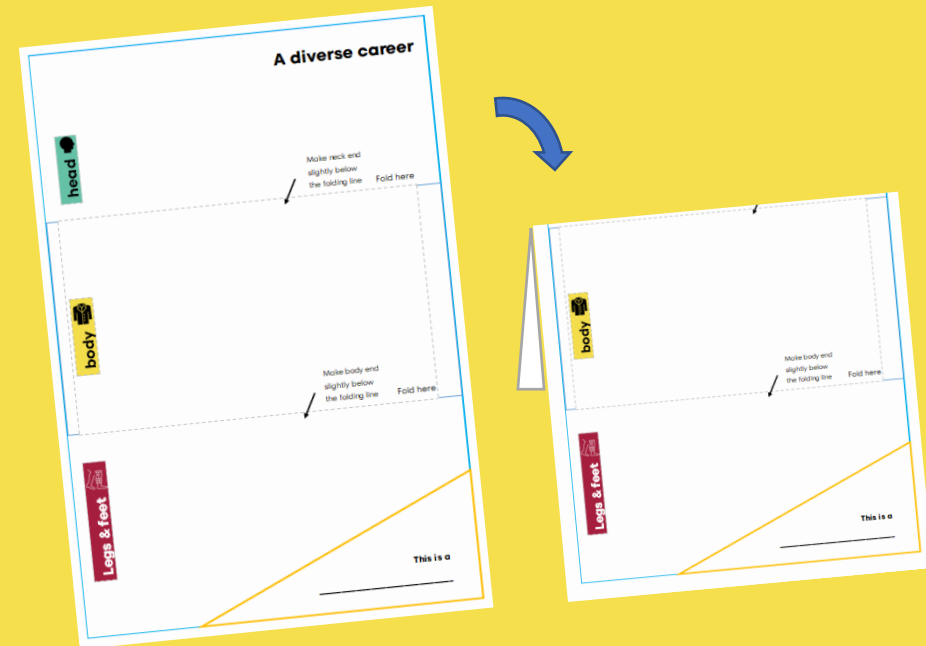 A diverse career
head
Make neck end
slightly below
the folding line
Fold here
body
Make body end
slightly below
the folding line
Fold here
Legs & feet
This is a
body
Make body end
slightly below
the folding line
Fold here
Legs & feet
This is a